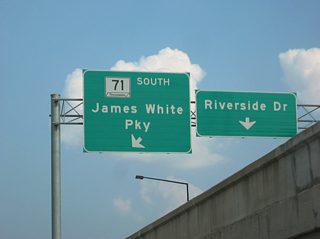 71 SOUTH
James White
Pky
Riverside Dr